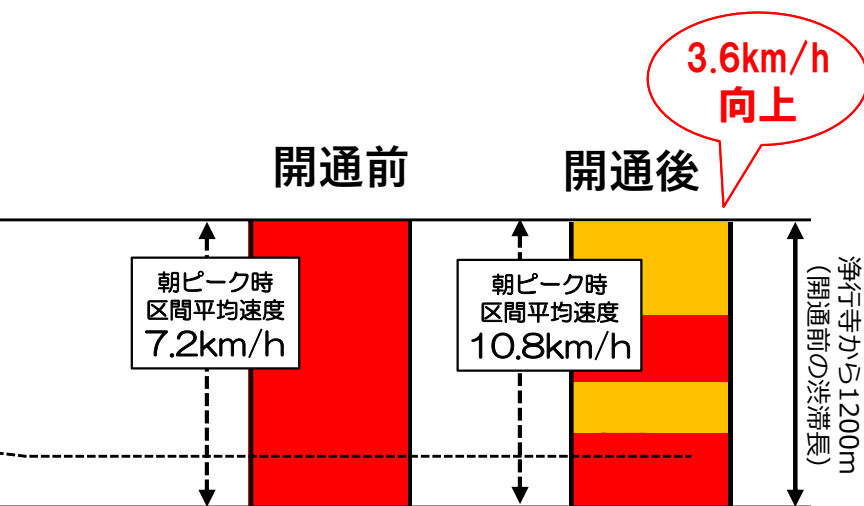 3.6km/h
向上
開通前
開通後
朝ピーク時
区間平均速度
7.2km/h
朝ピーク時
区間平均速度
10.8km/h
浄行寺から1200m
(開通前の渋滞長)